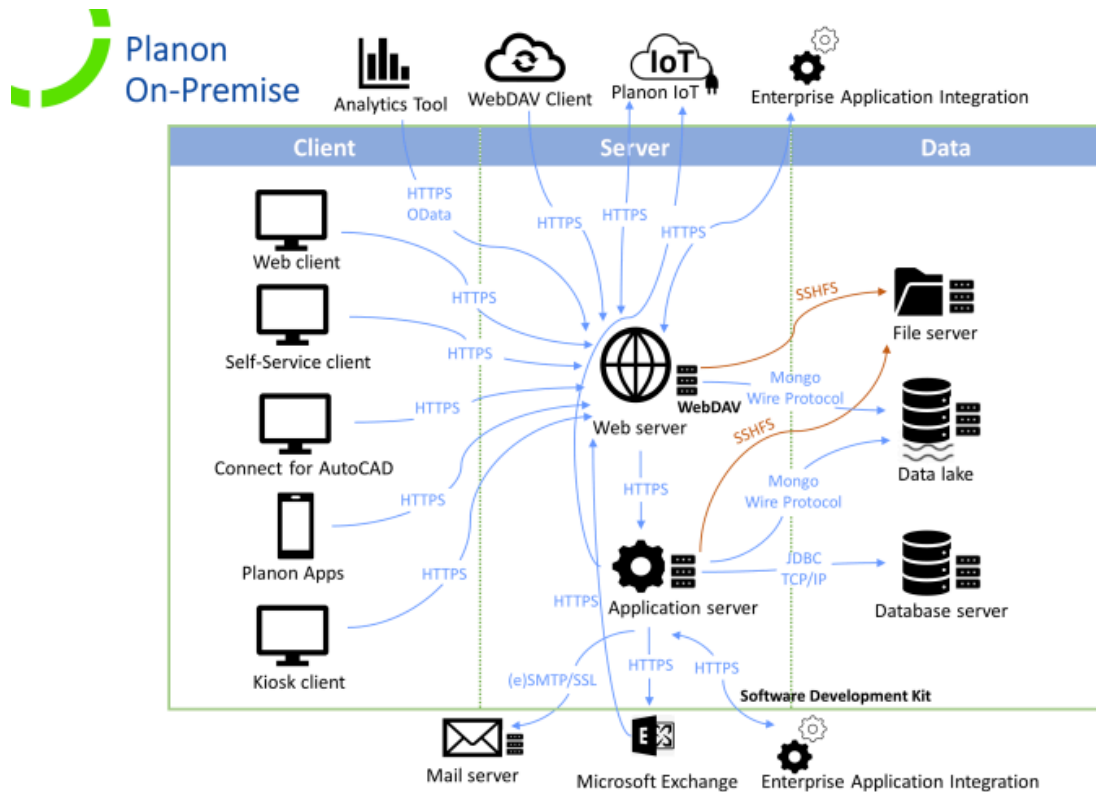 Planon
On-Premise
Analytics Tool
WebDAV Client
IoT
Planon IoT
Enterprise Application Integration
Client
Server
Data
HTTPS
OData
HTTPS
HTTPS
HTTPS
Web client
HTTPS
SSHFS
File server
Self-Service client
HTTPS
Mongo
Wire Protocol
WebDAV
Web server
HTTPS
SSHFS
Connect for AutoCAD
Data lake
HTTPS
HTTPS
Mongo
Wire Protocol
Planon Apps
HTTPS
JDBC
TCP/IP
Application server
Database server
HTTPS
Kiosk client
(e)SMTP/SSL
HTTPS
HTTPS
Software Development Kit
E
Mail server
Microsoft Exchange
Enterprise Application Integration